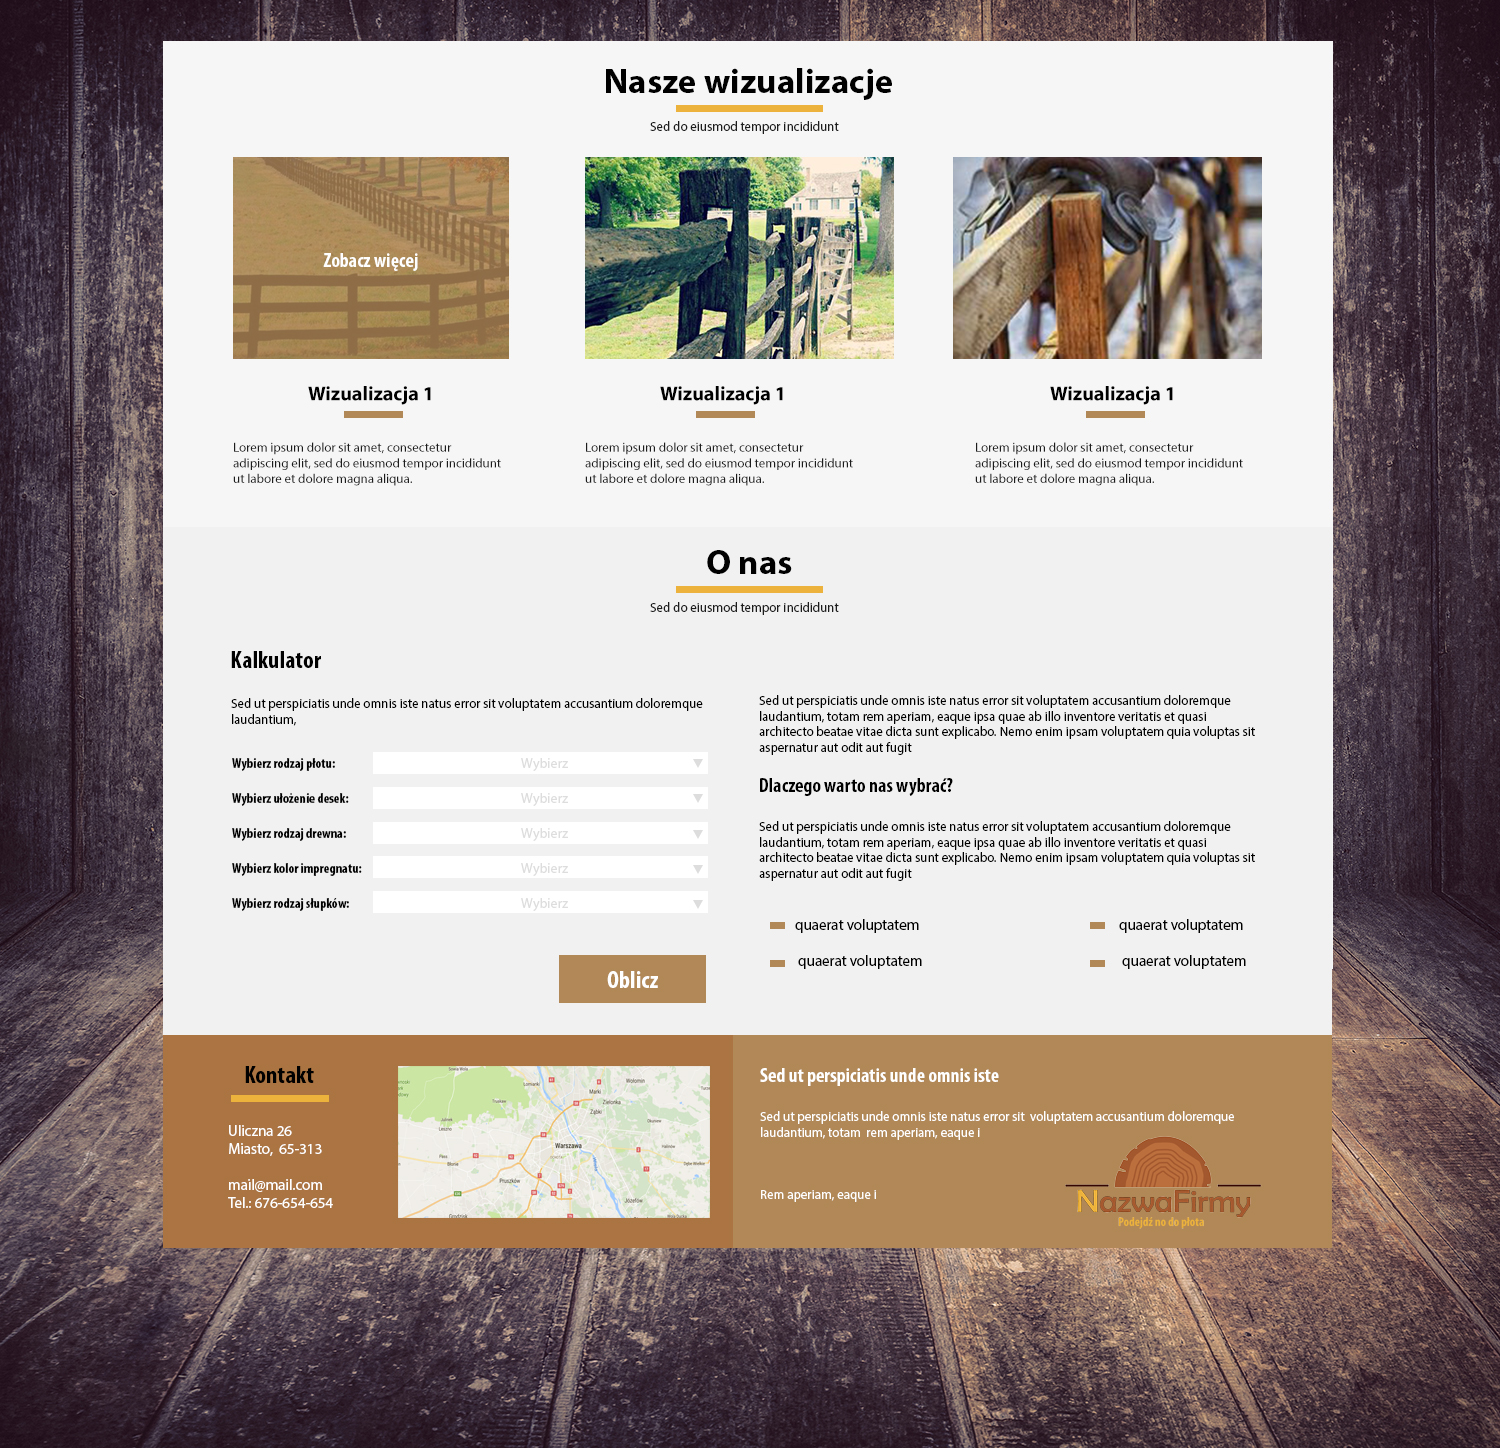 Nasze wizualizacje
Sed do eiusmod tempor incididunt
Zobacz więcej
Wizualizacja 1
Wizualizacja 1
Wizualizacja 1
Lorem ipsum dolor sit amet, consectetur
adipiscing elit, sed do eiusmod tempor incididunt
ut labore et dolore magna aliqua.
Lorem ipsum dolor sit amet, consectetur
adipiscing elit, sed do eiusmod tempor incididunt
ut labore et dolore magna aliqua.
Lorem ipsum dolor sit amet, consectetur
adipiscing elit, sed do eiusmod tempor incididunt
ut labore et dolore magna aliqua.
O nas
Sed do eiusmod tempor incididunt
Kalkulator
Sed ut perspiciatis unde omnis iste natus error sit voluptatem accusantium doloremque
laudantium,
Wybierz rodzaj płotu: Wybierz
Wybierz ułożenie desek: Wybierz
Wybierz rodzaj drewna: Wybierz
Wybierz kolor impregnatu: Wybierz
Wybierz rodzaj słupków: Wybierz
Oblicz
Sed ut perspiciatis unde omnis iste natus error sit voluptatem accusantium doloremque
laudantium, totam rem aperiam, eaque ipsa quae ab illo inventore veritatis et quasi
architecto beatae vitae dicta sunt explicabo. Nemo enim ipsam voluptatem quia voluptas sit
aspernatur aut odit aut fugit
Dlaczego warto nas wybrać?
Sed ut perspiciatis unde omnis iste natus error sit voluptatem accusantium doloremque
laudantium, totam rem aperiam, eaque ipsa quae ab illo inventore veritatis et quasi
architecto beatae vitae dicta sunt explicabo. Nemo enim ipsam voluptatem quia voluptas sit
aspernatur aut odit aut fugit
quaerat voluptatem
quaerat voluptatem
quaerat voluptatem
quaerat voluptatem
Kontakt
Uliczna 26
Miasto, 65-313
mail@mail.com
Tel.: 676-654-654
Wołomin
Łomianki
Marki
Zielonka
Ząbki
Warszawa
Pruszków
Józefów
Sed ut perspiciatis unde omnis iste
Sed ut perspiciatis unde omnis iste natus error sit voluptatem accusantium doloremque
laudantium, totam rem aperiam, eaque i
Rem aperiam, eaque i
NazwaFirmy
Podejdź no do płota